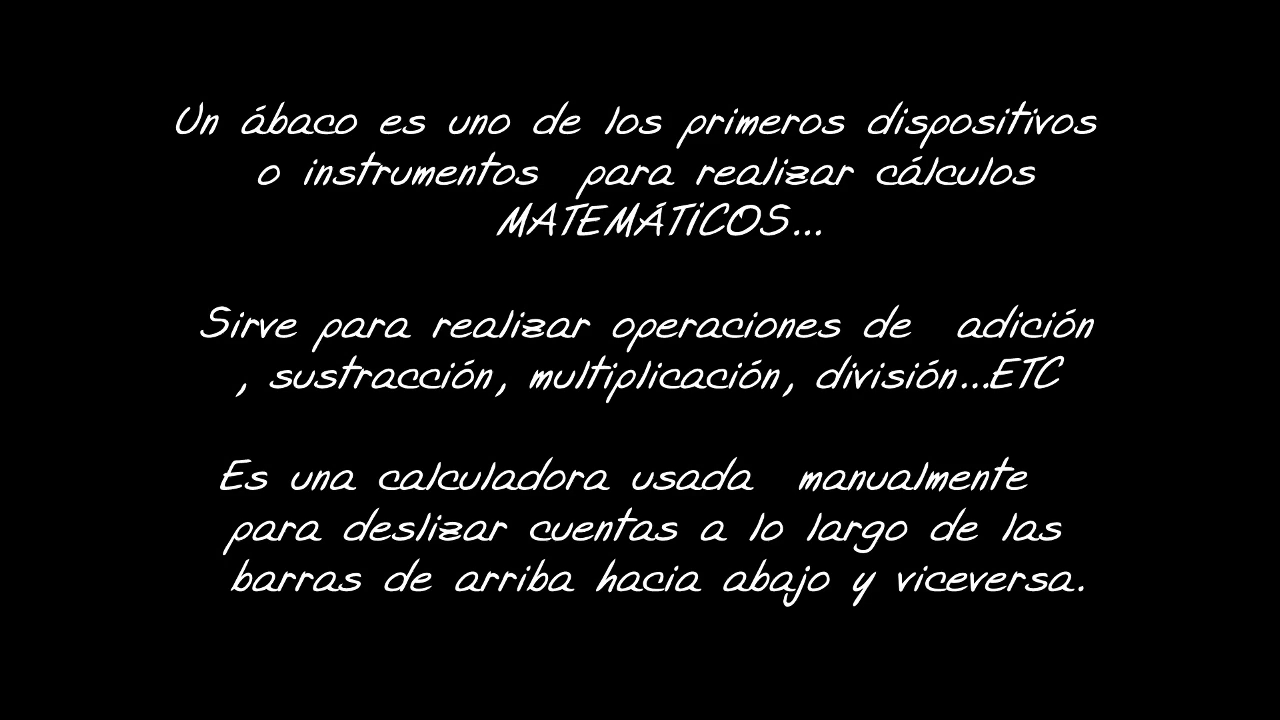 Un ábaco es uno de los primeros dispositivos
o instrumentos para realizar cálculos
MATEMÁTICOS...
Sirve para realizar operaciones de adición
, sustracción, multiplicación, división...ETC
Es una calculadora usada manualmente
para deslizar cuentas a lo largo de las
barras de arriba hacia abajo y viceversa.